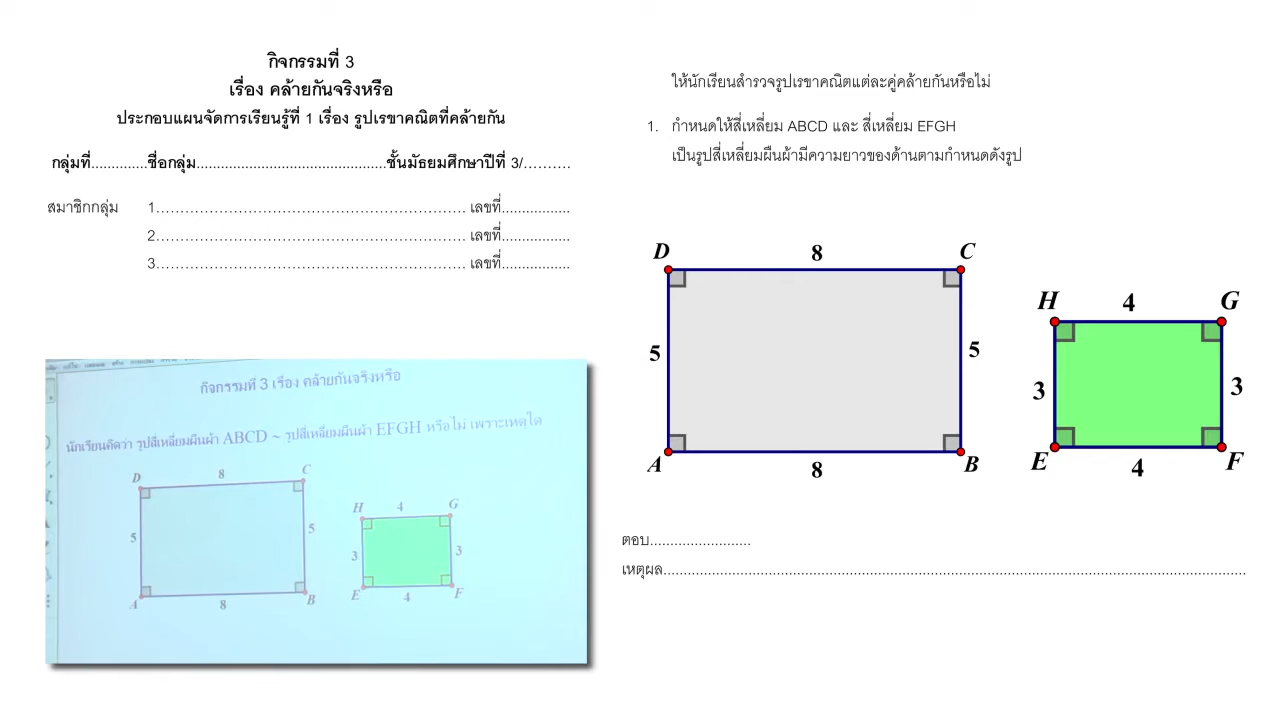 กิจกรรมที่ 3
เรื่อง คล้ายกันจริงหรือ
ประกอบแผนจัดการเรียนรู้ที่ 1 เรื่อง รูปเรขาคณิตที่คล้ายกัน
กลุ่มที่..............ชื่อกลุ่ม...............................................ชั้นมัธยมศึกษาปีที่ 3/..........
สมาชิกกลุ่ม 1................................................................ เลขที่.................
2................................................................ เลขที่.................
3................................................................ เลขที่.................
กิจกรรมที่ 3 เรื่อง คล้ายกันจริงหรือ
นักเรียนคิดว่า รูปสี่เหลี่ยมผืนผ้า ABCD ~ รูปสี่เหลี่ยมผืนผ้า EFGH หรือไม่ เพราะเหตุใด
D 8 C
H 4 G
5 5
3 3
E 4 F
A 8 B
ให้นักเรียนสำรวจรูปเรขาคณิตแต่ละคู่คล้ายกันหรือไม่
1. กำหนดให้สี่เหลี่ยม ABCD และ สี่เหลี่ยม EFGH
เป็นรูปสี่เหลี่ยมผืนผ้ามีความยาวของด้านตามกำหนดดังรูป
D 8 C
H 4 G
5 5
3 3
A 8 B
E 4 F
ตอบ.........................
เหตุผล................................................................................................................................................